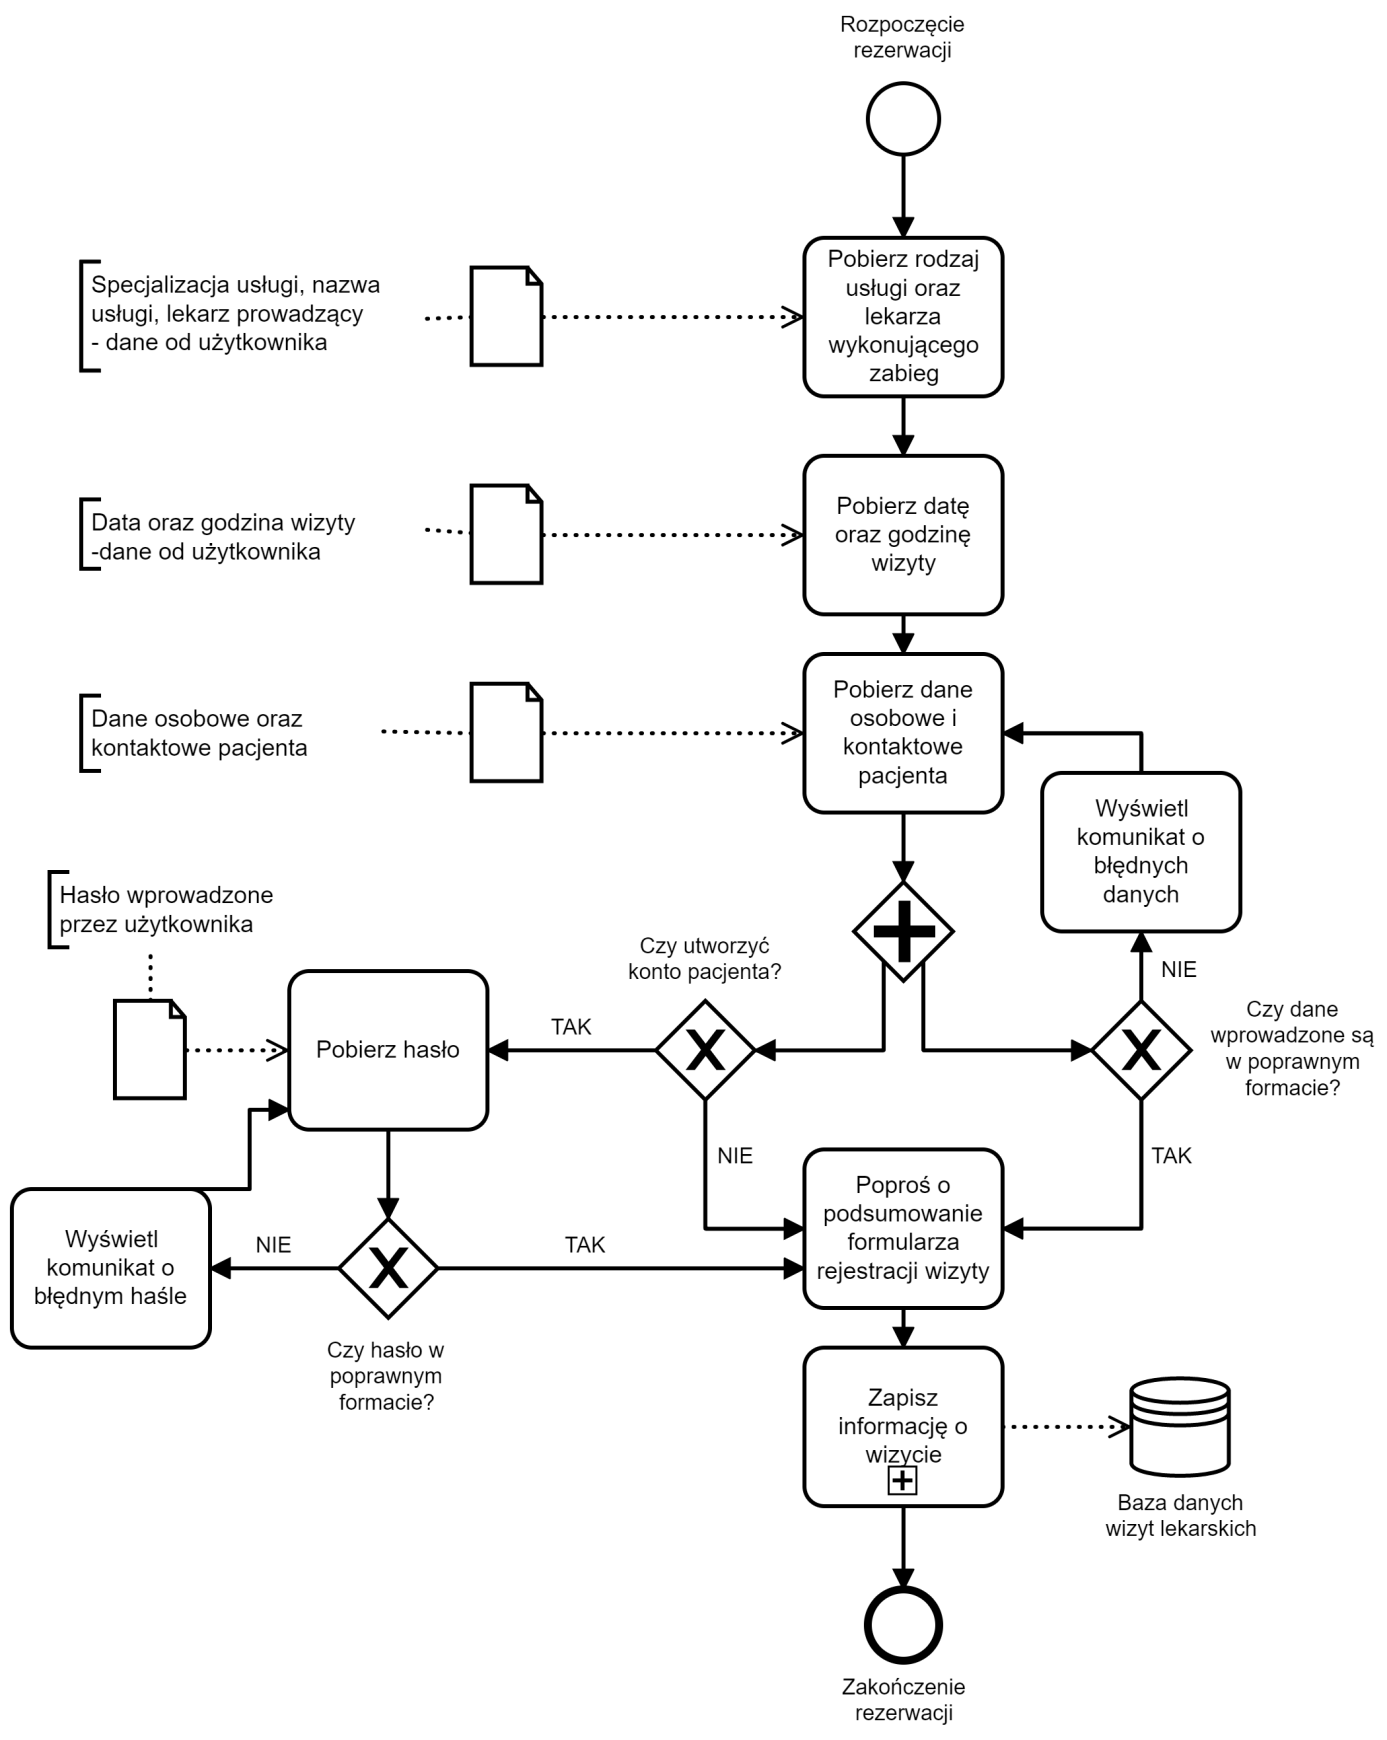 Rozpoczęcie
rezerwacji
Specjalizacja usługi, nazwa
usługi, lekarz prowadzący
- dane od użytkownika
Pobierz rodzaj
usługi oraz
lekarza
wykonującego
zabieg
Data oraz godzina wizyty
-dane od użytkownika
Pobierz datę
oraz godzinę
wizyty
Dane osobowe oraz
kontaktowe pacjenta
Pobierz dane
osobowe i
kontaktowe
pacjenta
Wyświetl
komunikat o
błędnych
danych
Hasło wprowadzone
przez użytkownika
Czy utworzyć
konto pacjenta?
NIE
Czy dane
wprowadzone są
w poprawnym
formacie?
TAK
Pobierz hasło
X
X
NIE
TAK
Poproś o
podsumowanie
formularza
rejestracji wizyty
Wyświetl
komunikat o
błędnym haśle
NIE
X
TAK
Czy hasło w
poprawnym
formacie?
Zapisz
informację o
wizycie
Baza danych
wizyt lekarskich
Zakończenie
rezerwacji